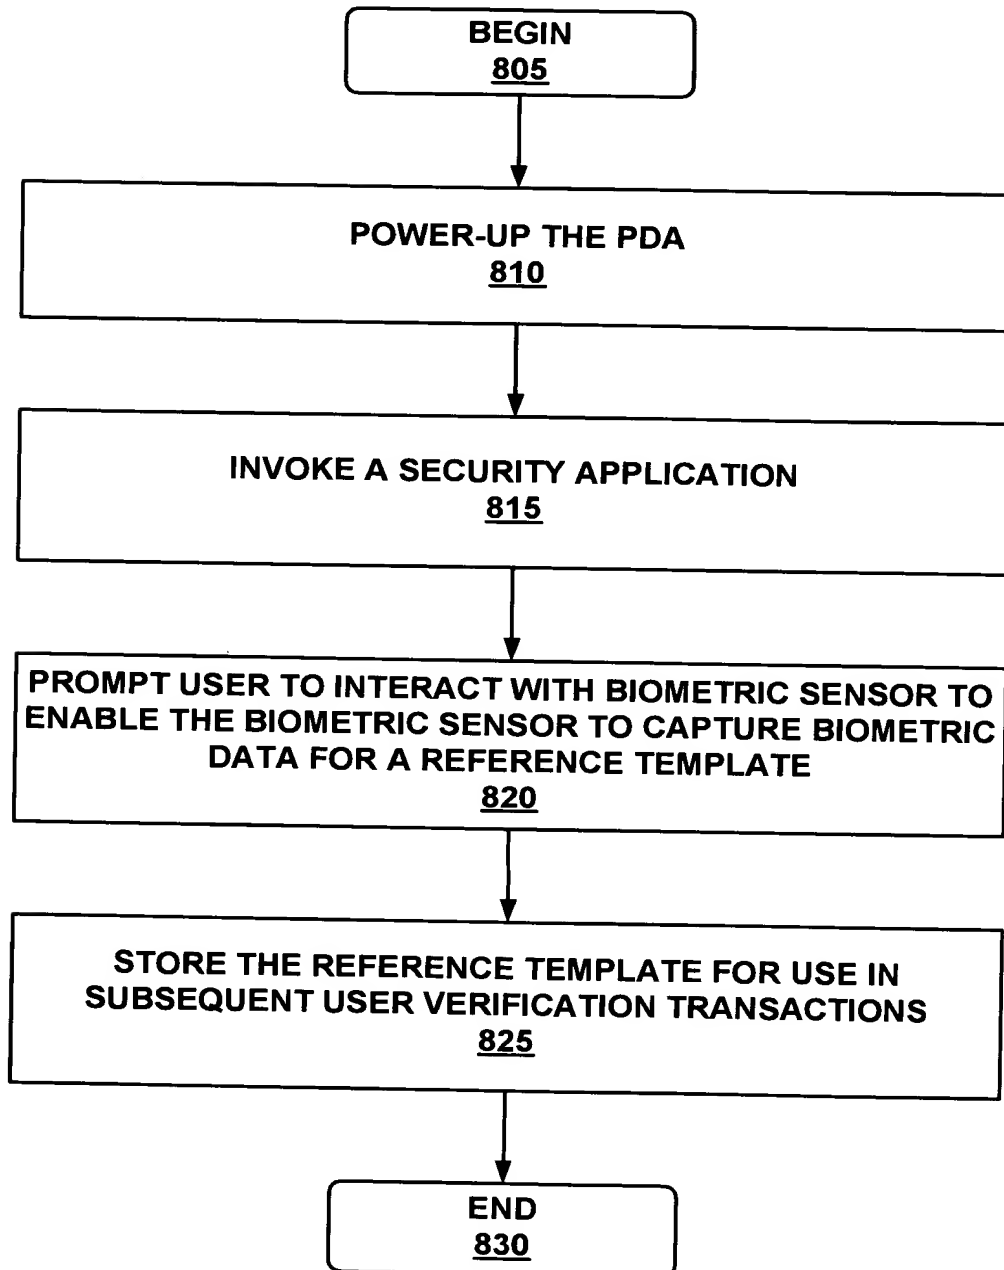 BEGIN
805
POWER-UP THE PDA
810
INVOKE A SECURITY APPLICATION
815
PROMPT USER TO INTERACT WITH BIOMETRIC SENSOR TO
ENABLE THE BIOMETRIC SENSOR TO CAPTURE BIOMETRIC
DATA FOR A REFERENCE TEMPLATE
820
STORE THE REFERENCE TEMPLATE FOR USE IN
SUBSEQUENT USER VERIFICATION TRANSACTIONS
825
END
830